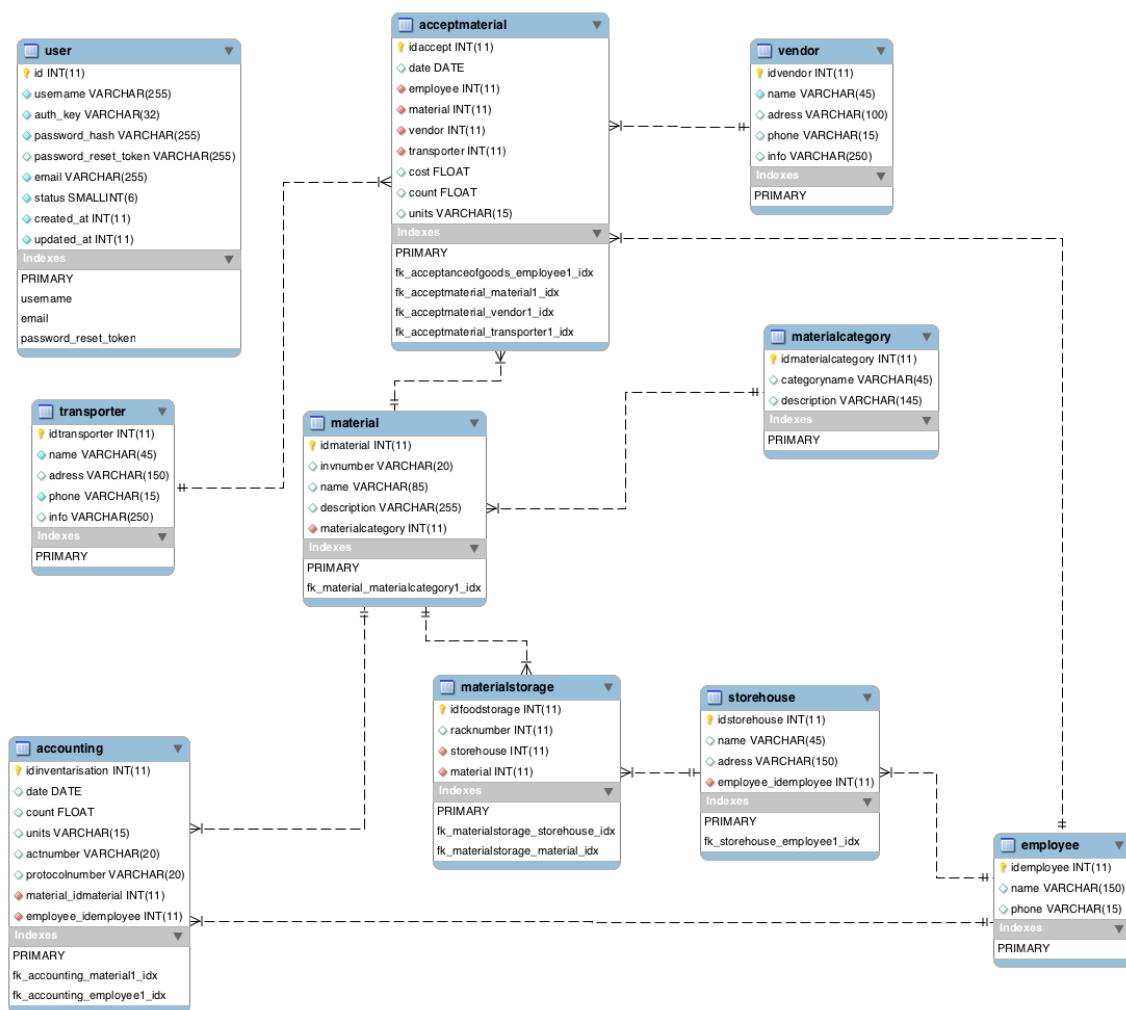 user
id INT(11)
username VARCHAR(255)
auth_key VARCHAR(32)
password_hash VARCHAR(255)
password_reset_token VARCHAR(255)
email VARCHAR(255)
status SMALLINT(6)
created_at INT(11)
updated_at INT(11)
Indexes
PRIMARY
username
email
password_reset_token
acceptmaterial
idaccept INT(11)
date DATE
employee INT(11)
material INT(11)
vendor INT(11)
transporter INT(11)
cost FLOAT
count FLOAT
units VARCHAR(15)
Indexes
PRIMARY
fk_acceptanceofgoods_employee1_idx
fk_acceptmaterial_material1_idx
fk_acceptmaterial_vendor1_idx
fk_acceptmaterial_transporter1_idx
vendor
idvendor INT(11)
name VARCHAR(45)
adress VARCHAR(100)
phone VARCHAR(15)
info VARCHAR(250)
Indexes
PRIMARY
materialcategory
idmaterialcategory INT(11)
categoryname VARCHAR(45)
description VARCHAR(145)
Indexes
PRIMARY
transporter
idtransporter INT(11)
name VARCHAR(45)
adress VARCHAR(150)
phone VARCHAR(15)
info VARCHAR(250)
Indexes
PRIMARY
material
idmaterial INT(11)
invnumber VARCHAR(20)
name VARCHAR(85)
description VARCHAR(255)
materialcategory INT(11)
Indexes
PRIMARY
fk_material_materialcategory1_idx
materialstorage
idfoodstorage INT(11)
racknumber INT(11)
storehouse INT(11)
material INT(11)
Indexes
PRIMARY
fk_materialstorage_storehouse_idx
fk_materialstorage_material_idx
storehouse
idstorehouse INT(11)
name VARCHAR(45)
adress VARCHAR(150)
employee_idemployee INT(11)
Indexes
PRIMARY
fk_storehouse_employee1_idx
accounting
idinventarisation INT(11)
date DATE
count FLOAT
units VARCHAR(15)
actnumber VARCHAR(20)
protocolnumber VARCHAR(20)
material_idmaterial INT(11)
employee_idemployee INT(11)
Indexes
PRIMARY
fk_accounting_material1_idx
fk_accounting_employee1_idx
employee
idemployee INT(11)
name VARCHAR(150)
phone VARCHAR(15)
Indexes
PRIMARY